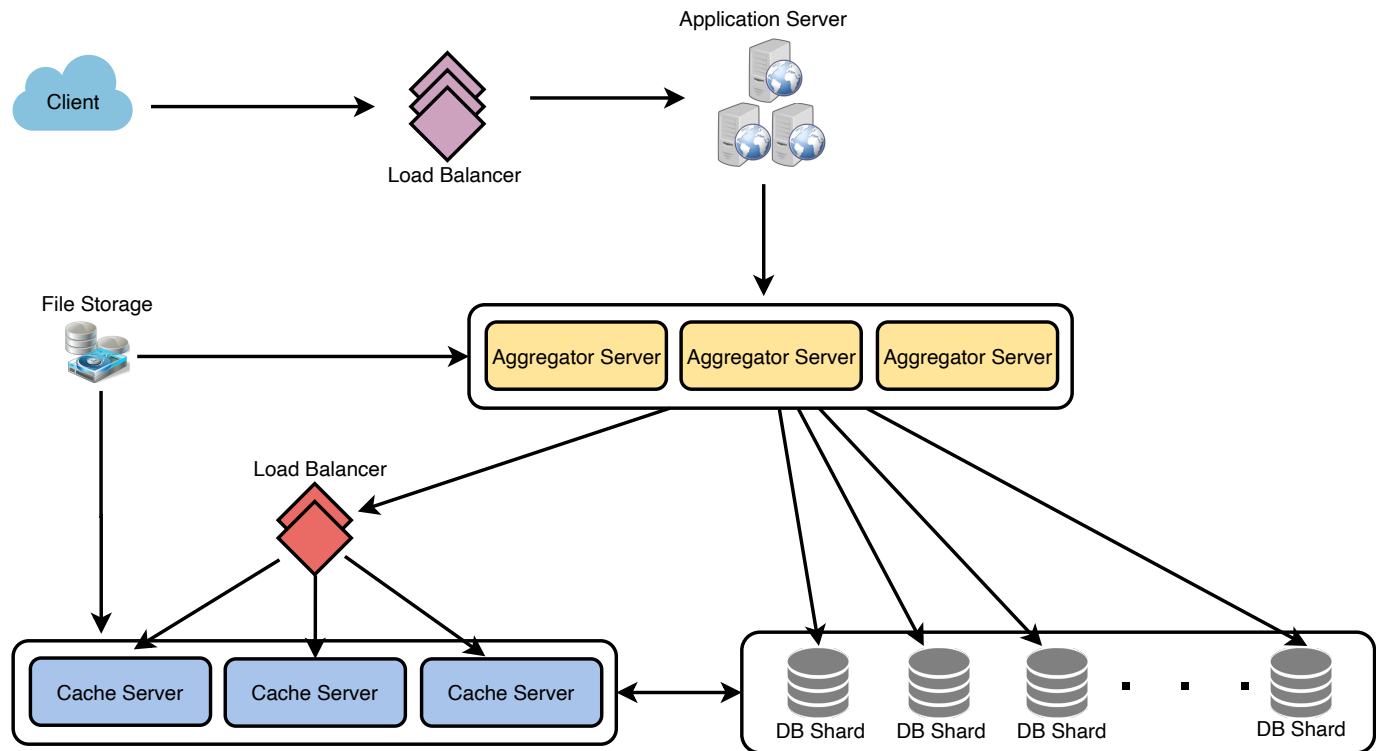 Application Server
Client
Load Balancer
File Storage
Aggregator Server
Aggregator Server
Aggregator Server
Load Balancer
Cache Server
Cache Server
Cache Server
DB Shard
DB Shard
DB Shard
DB Shard